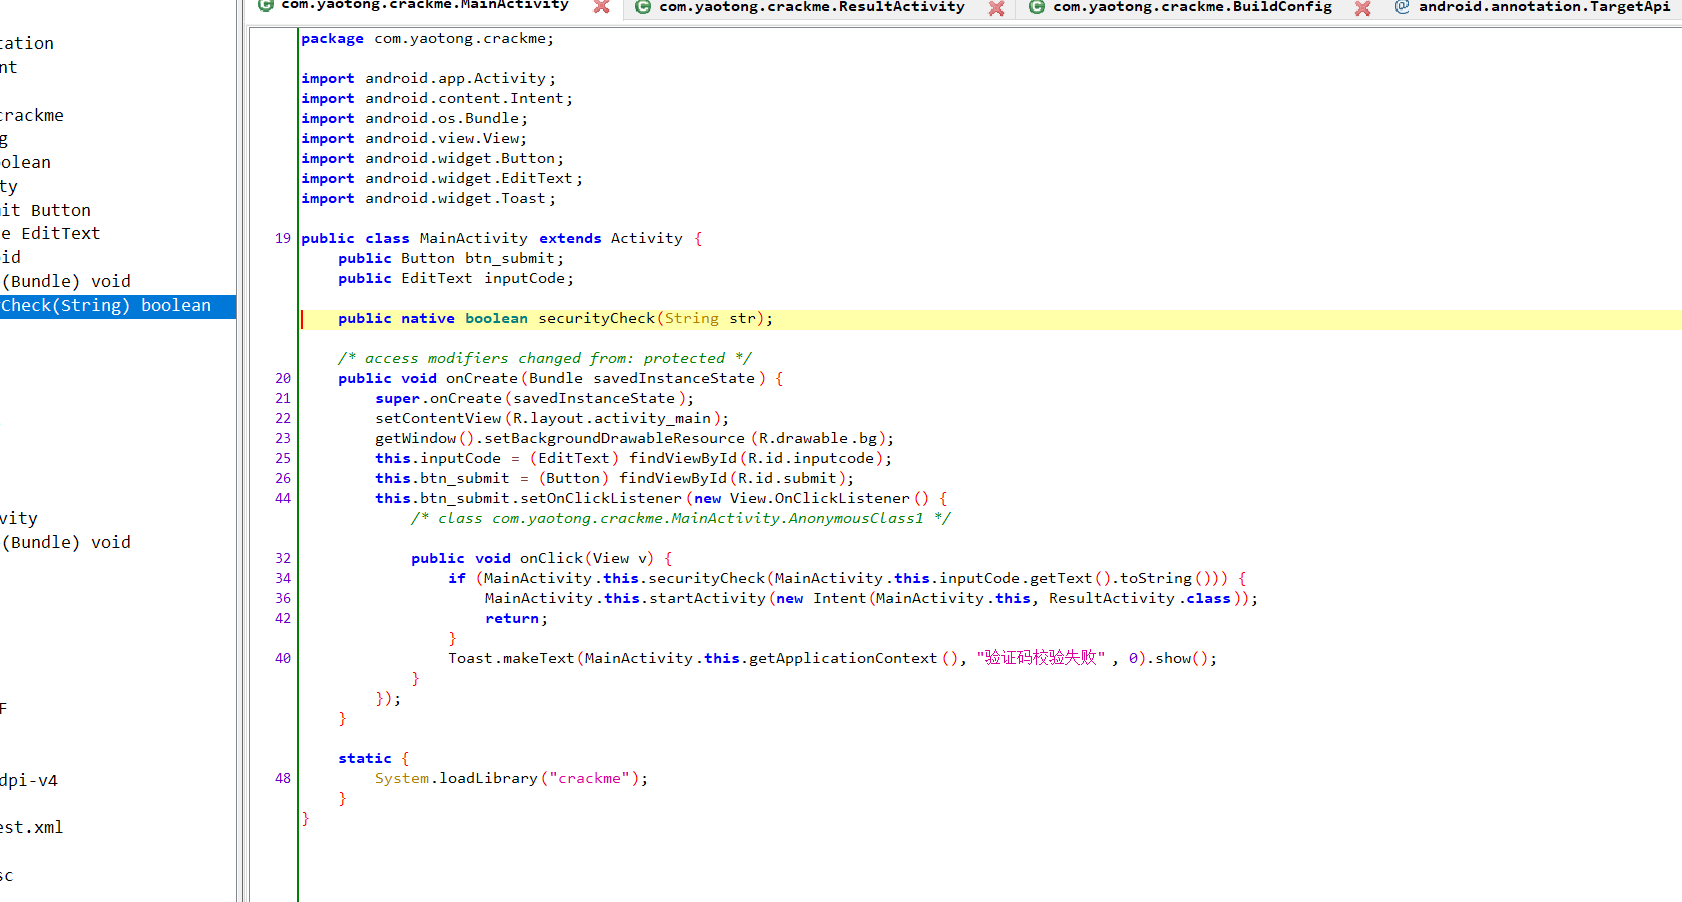 com.yaotong.crackme.MainActivity
com.yaotong.crackme.ResultActivity
com.yaotong.crackme.BuildConfig
android.annotation.TargetApi
tation
nt
crackme
g
oolean
ty
mit Button
e EditText
oid
(Bundle) void
Check(String) boolean
vity
(Bundle) void
F
dpi-v4
est.xml
sc
package com.yaotong.crackme;
import android.app.Activity;
import android.content.Intent;
import android.os.Bundle;
import android.view.View;
import android.widget.Button;
import android.widget.EditText;
import android.widget.Toast;
19 public class MainActivity extends Activity {
public Button btn_submit;
public EditText inputCode;
public native boolean securityCheck(String str);
/* access modifiers changed from: protected */
20 public void onCreate(Bundle savedInstanceState) {
21 super.onCreate(savedInstanceState);
22 setContentView(R.layout.activity_main);
23 getWindow().setBackgroundDrawableResource(R.drawable.bg);
25 this.inputCode = (EditText) findViewById(R.id.inputcode);
26 this.btn_submit = (Button) findViewById(R.id.submit);
44 this.btn_submit.setOnClickListener(new View.OnClickListener() {
/* class com.yaotong.crackme.MainActivity.AnonymousClass1 */
32 public void onClick(View v) {
34 if (MainActivity.this.securityCheck(MainActivity.this.inputCode.getText().toString())) {
36 MainActivity.this.startActivity(new Intent(MainActivity.this, ResultActivity.class));
42 return;
}
40 Toast.makeText(MainActivity.this.getApplicationContext(), "验证码校验失败", 0).show();
}
});
}
static {
48 System.loadLibrary("crackme");
}
}